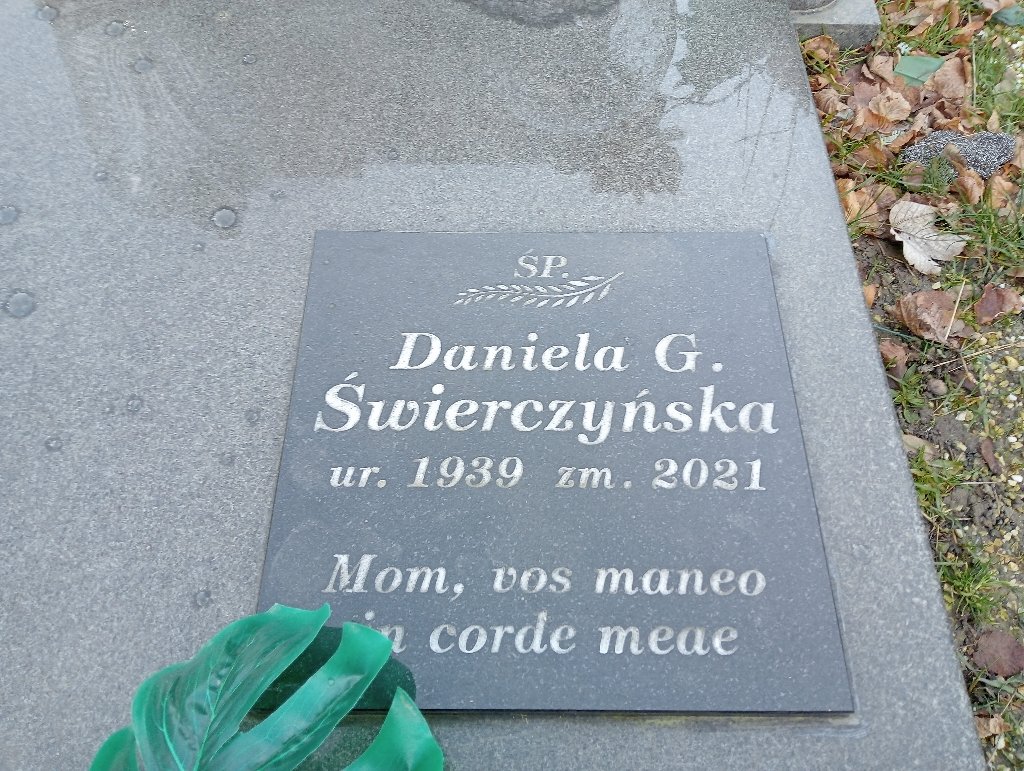 ŚP.
Daniela G.
Świerczyńska
ur. 1939 zm. 2021
Mom, vos maneo
in corde meae